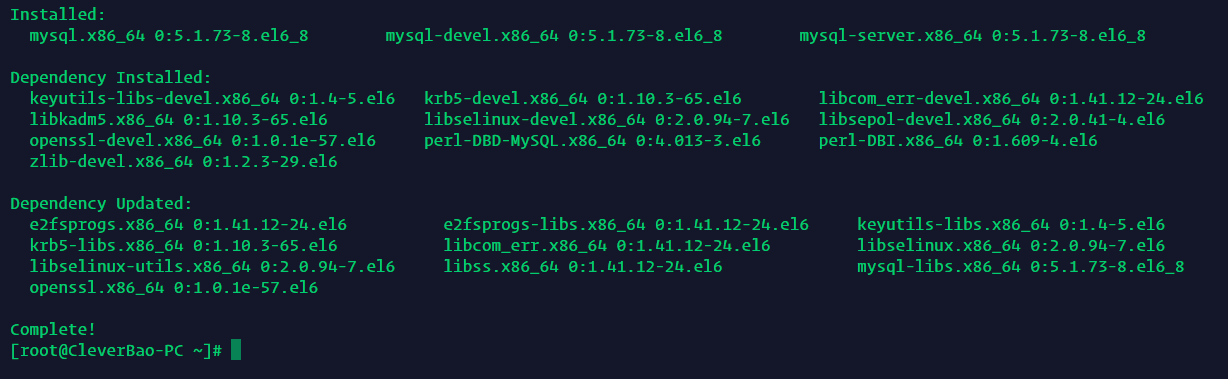 Installed:
  mysql.x86_64 0:5.1.73-8.el6_8        mysql-devel.x86_64 0:5.1.73-8.el6_8        mysql-server.x86_64 0:5.1.73-8.el6_8

Dependency Installed:
  keyutils-libs-devel.x86_64 0:1.4-5.el6   krb5-devel.x86_64 0:1.10.3-65.el6        libcom_err-devel.x86_64 0:1.41.12-24.el6
  libkadm5.x86_64 0:1.10.3-65.el6          libselinux-devel.x86_64 0:2.0.94-7.el6   libsepol-devel.x86_64 0:2.0.41-4.el6
  openssl-devel.x86_64 0:1.0.1e-57.el6     perl-DBD-MySQL.x86_64 0:4.013-3.el6      perl-DBI.x86_64 0:1.609-4.el6
  zlib-devel.x86_64 0:1.2.3-29.el6

Dependency Updated:
  e2fsprogs.x86_64 0:1.41.12-24.el6          e2fsprogs-libs.x86_64 0:1.41.12-24.el6     keyutils-libs.x86_64 0:1.4-5.el6
  krb5-libs.x86_64 0:1.10.3-65.el6           libcom_err.x86_64 0:1.41.12-24.el6         libselinux.x86_64 0:2.0.94-7.el6
  libselinux-utils.x86_64 0:2.0.94-7.el6     libss.x86_64 0:1.41.12-24.el6              mysql-libs.x86_64 0:5.1.73-8.el6_8
  openssl.x86_64 0:1.0.1e-57.el6

Complete!
[root@CleverBao-PC ~]#